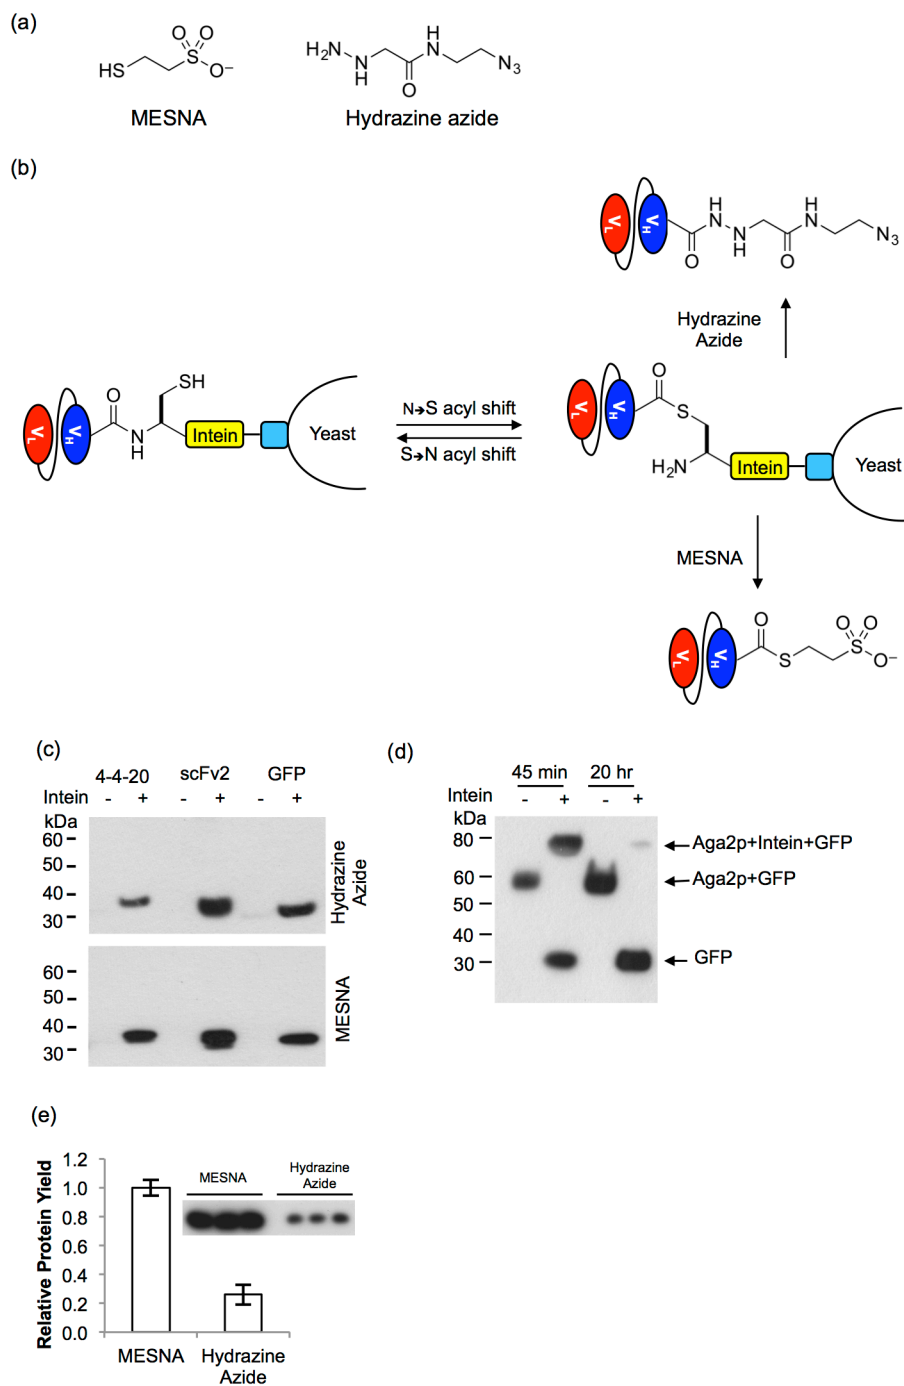 (a)
HS
O O
S
O⁻
MESNA
H₂N
N
H
O
H
N
N₃
Hydrazine azide
(b)
V_L
V_H
O
H
N
N
H
O
H
N
N₃
Hydrazine
Azide
V_L
V_H
O
N
H
SH
Intein
Yeast
N→S acyl shift
S→N acyl shift
V_L
V_H
O
S
H₂N
Intein
Yeast
MESNA
V_L
V_H
O
S
O O
S
O⁻
(c)
4-4-20 scFv2 GFP
Intein - + - + - +
kDa
60
50
40
30
Hydrazine
Azide
60
50
40
30
MESNA
(d)
45 min 20 hr
Intein - + - +
kDa
80
60
50
40
30
Aga2p+Intein+GFP
Aga2p+GFP
GFP
(e)
Relative Protein Yield
1.2
1.0
0.8
0.6
0.4
0.2
0.0
MESNA
Hydrazine
Azide
MESNA
Hydrazine
Azide